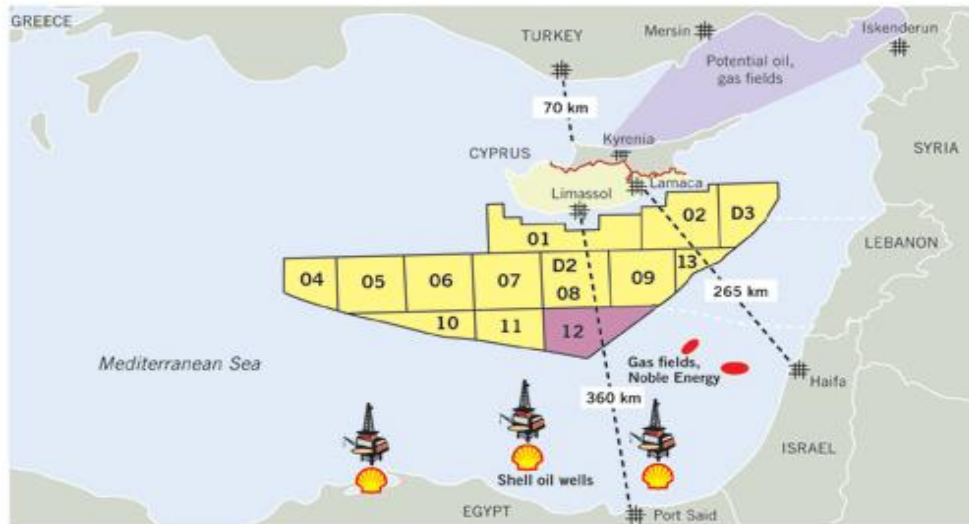 GREECE
TURKEY
Mersin
Iskenderun
Potential oil,
gas fields
70 km
Kyrenia
CYPRUS
SYRIA
Limassol
Larnaca
02
D3
01
LEBANON
04
05
06
07
D2
08
09
13
265 km
10
11
12
Mediterranean Sea
Gas fields,
Noble Energy
Haifa
360 km
ISRAEL
Shell oil wells
EGYPT
Port Said